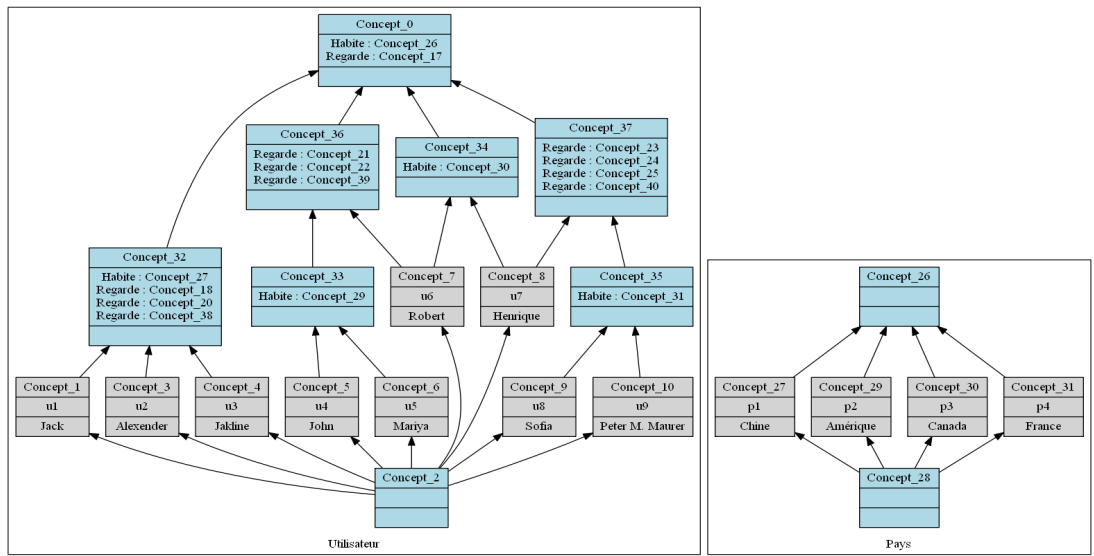 Concept_0
Habite : Concept_26
Regarde : Concept_17
Concept_36
Regarde : Concept_21
Regarde : Concept_22
Regarde : Concept_39
Concept_34
Habite : Concept_30
Concept_37
Regarde : Concept_23
Regarde : Concept_24
Regarde : Concept_25
Regarde : Concept_40
Concept_32
Habite : Concept_27
Regarde : Concept_18
Regarde : Concept_20
Regarde : Concept_38
Concept_33
Habite : Concept_29
Concept_7
u6
Robert
Concept_8
u7
Henrique
Concept_35
Habite : Concept_31
Concept_1
u1
Jack
Concept_3
u2
Alexender
Concept_4
u3
Jakline
Concept_5
u4
John
Concept_6
u5
Mariya
Concept_9
u8
Sofia
Concept_10
u9
Peter M. Maurer
Concept_2
Utilisateur
Concept_26
Concept_27
p1
Chine
Concept_29
p2
Amérique
Concept_30
p3
Canada
Concept_31
p4
France
Concept_28
Pays